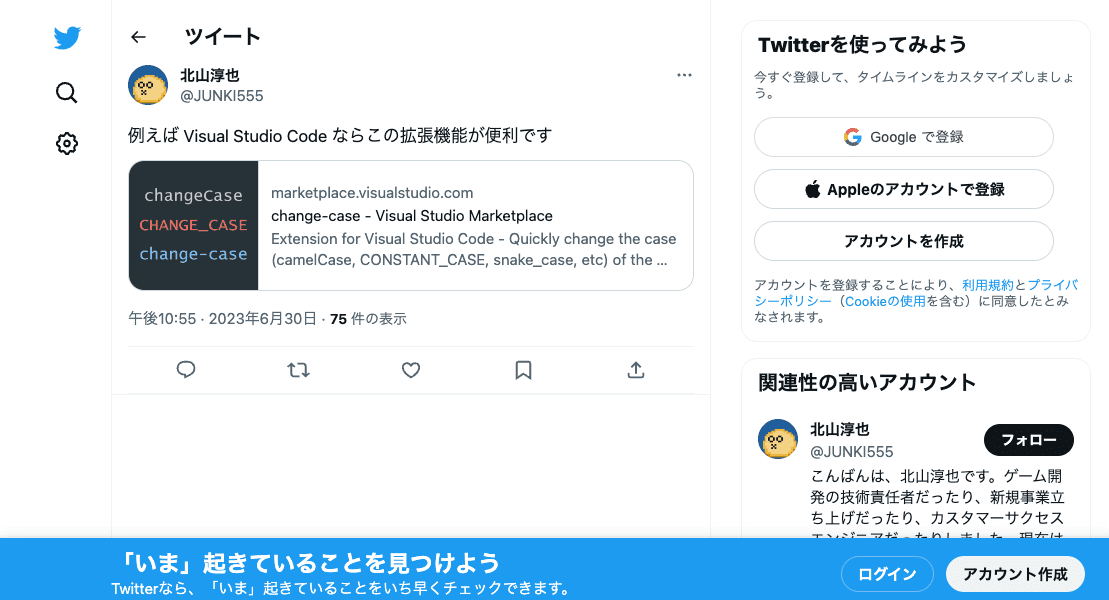 ツイート
北山淳也
@JUNKI555
例えば Visual Studio Code ならこの拡張機能が便利です
changeCase
CHANGE_CASE
change-case
marketplace.visualstudio.com
change-case - Visual Studio Marketplace
Extension for Visual Studio Code - Quickly change the case
(camelCase, CONSTANT_CASE, snake_case, etc) of the ...
午後10:55 · 2023年6月30日 · 75 件の表示
Twitterを使ってみよう
今すぐ登録して、タイムラインをカスタマイズしましょ
う。
Google で登録
Appleのアカウントで登録
アカウントを作成
アカウントを登録することにより、利用規約とプライバ
シーポリシー（Cookieの使用を含む）に同意したとみ
なされます。
関連性の高いアカウント
北山淳也
@JUNKI555
フォロー
こんばんは、北山淳也です。ゲーム開
発の技術責任者だったり、新規事業立
ち上げだったり、カスタマーサクセス
エンジニアだったりしました。現在は
「いま」起きていることを見つけよう
Twitterなら、「いま」起きていることをいち早くチェックできます。
ログイン
アカウント作成